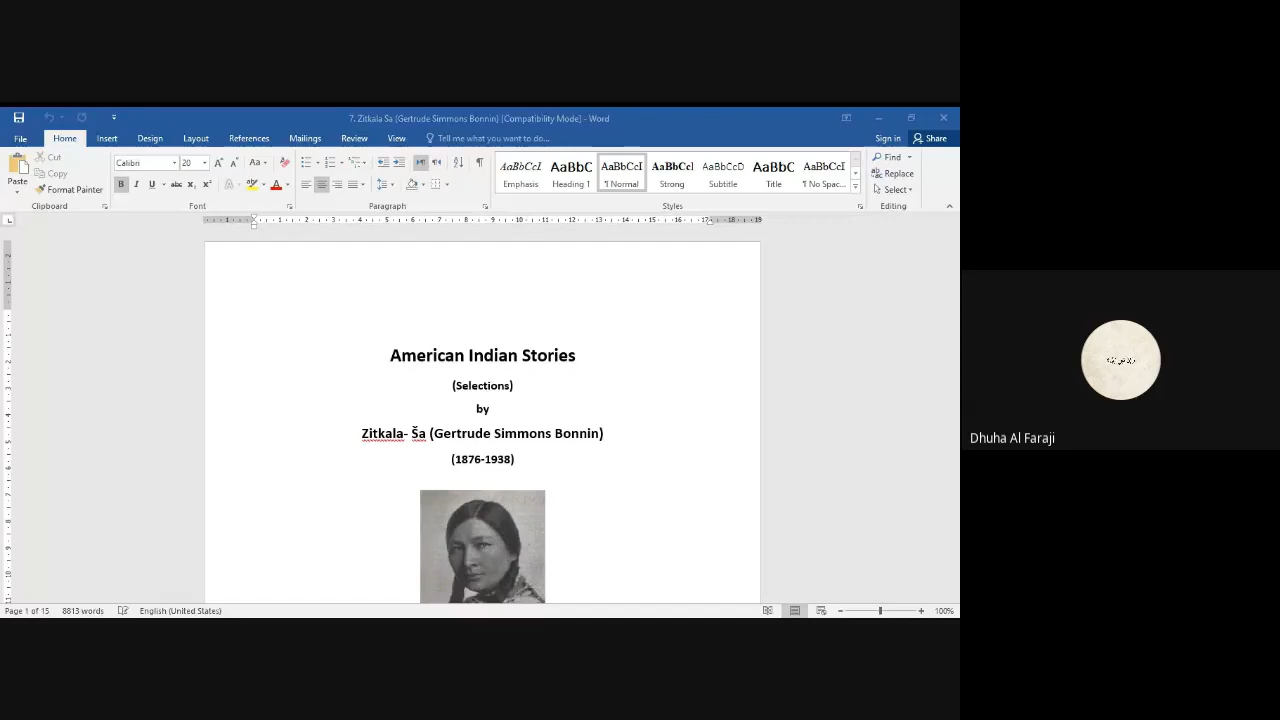 7. Zitkala Sa (Gertrude Simmons Bonnin) [Compatibility Mode] - Word
File Home Insert Design Layout References Mailings Review View Tell me what you want to do... Sign in Share
Paste
Cut
Copy
Format Painter
Clipboard
Calibri 20
Font
Paragraph
AaBbCcI AaBbC AaBbCcI AaBbCcI AaBbCcD AaBbC AaBbCcI
Emphasis Heading 1 ¶ Normal Strong Subtitle Title ¶ No Spac...
Styles
Find
Replace
Select
Editing
American Indian Stories
(Selections)
by
Zitkala- Ša (Gertrude Simmons Bonnin)
(1876-1938)
Page 1 of 15 8813 words English (United States) 100%
Dhuha Al Faraji